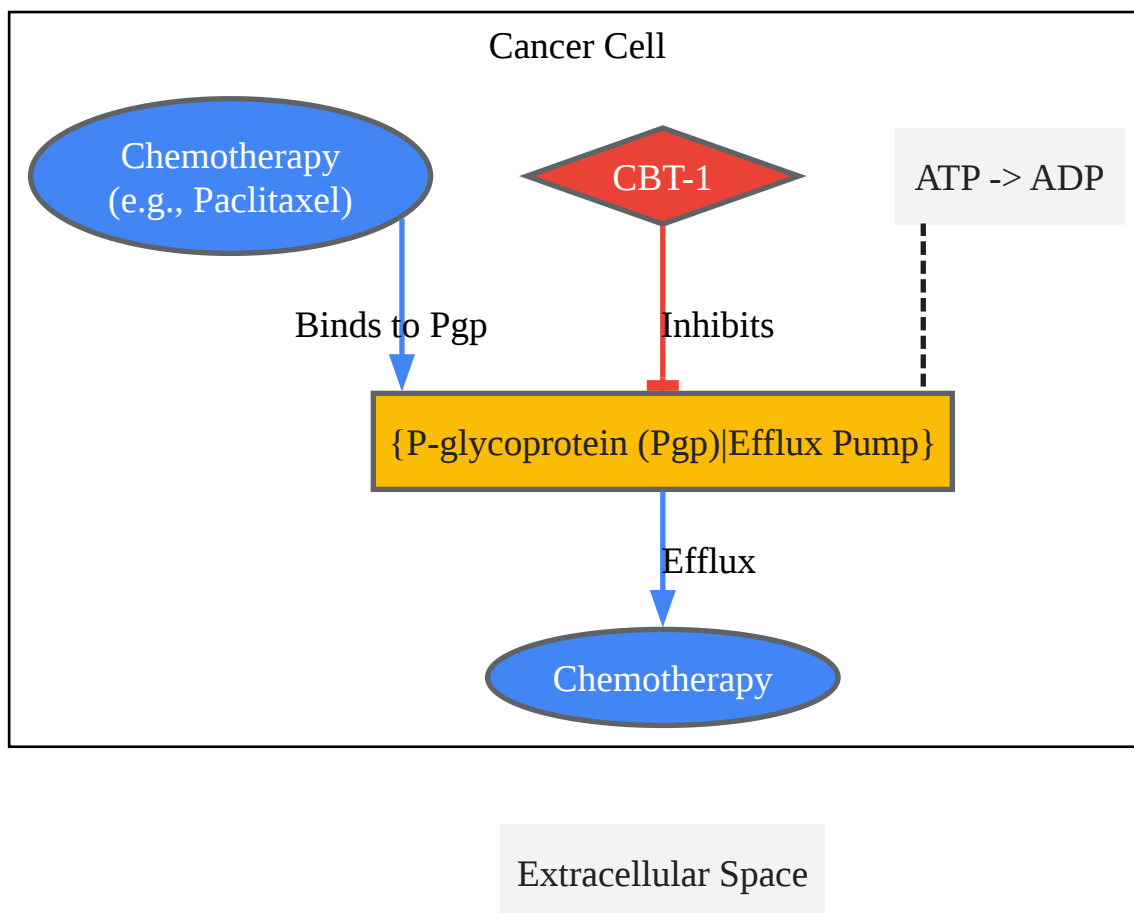 Cancer Cell
Chemotherapy
(e.g., Paclitaxel)
CBT-1
ATP -> ADP
Binds to Pgp
Inhibits
{P-glycoprotein (Pgp)|Efflux Pump}
Efflux
Chemotherapy
Extracellular Space